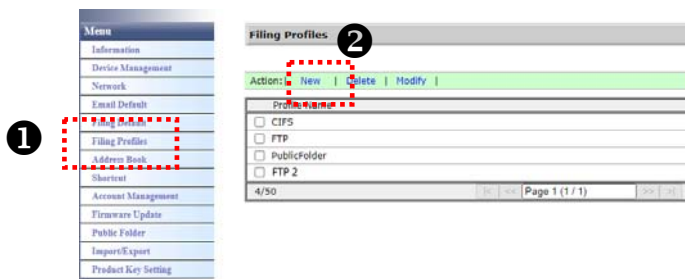 Menu
Information
Device Management
Network
Email Default
Filing Default
Filing Profiles
Address Book
Shortcut
Account Management
Firmware Update
Public Folder
Import/Export
Product Key Setting
1
Filing Profiles
2
Action: | New | Delete | Modify |
Profile Name
CIFS
FTP
PublicFolder
FTP 2
4/50 |< << Page 1 (1 / 1) >> >|